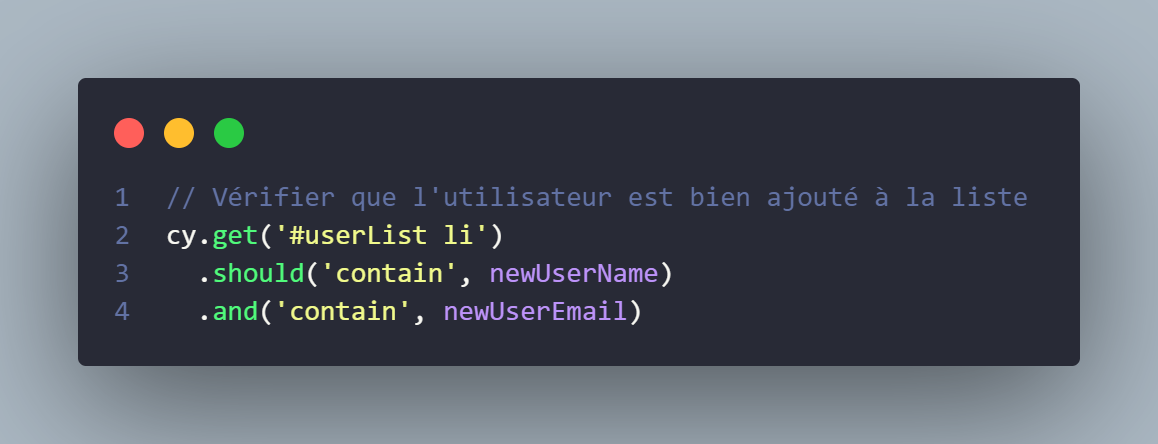 1 // Vérifier que l'utilisateur est bien ajouté à la liste
2 cy.get('#userList li')
3   .should('contain', newUserName)
4   .and('contain', newUserEmail)